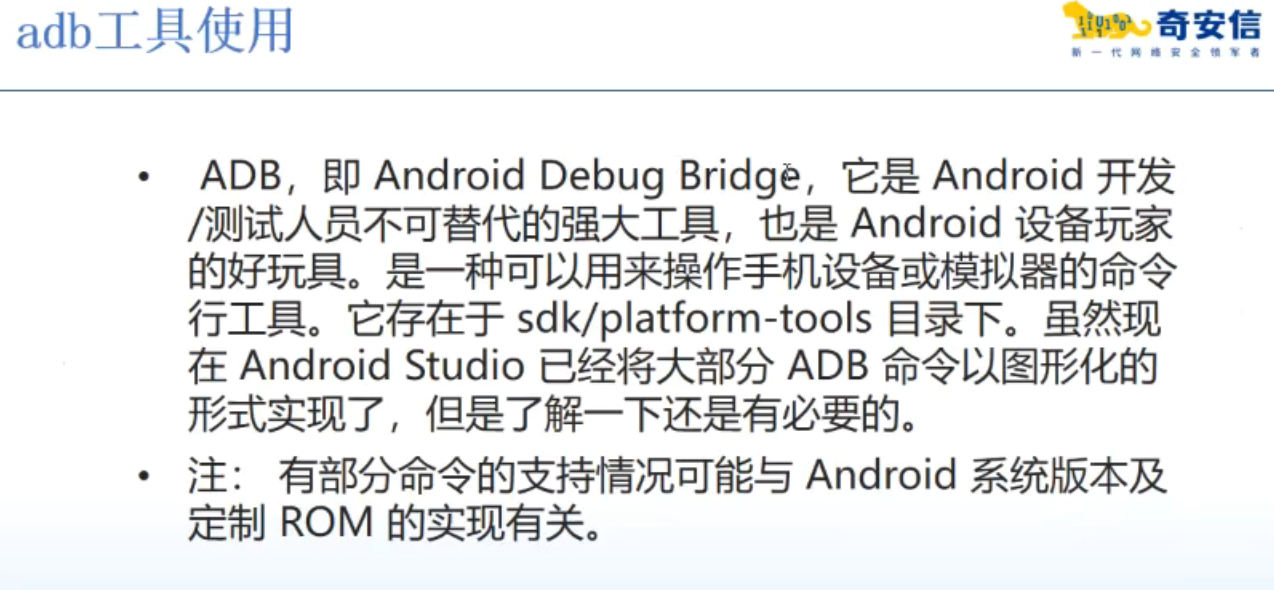 adb工具使用
奇安信
新一代网络安全领军者
• ADB，即 Android Debug Bridge，它是 Android 开发
/测试人员不可替代的强大工具，也是 Android 设备玩家
的好玩具。是一种可以用来操作手机设备或模拟器的命令
行工具。它存在于 sdk/platform-tools 目录下。虽然现
在 Android Studio 已经将大部分 ADB 命令以图形化的
形式实现了，但是了解一下还是有必要的。
• 注： 有部分命令的支持情况可能与 Android 系统版本及
定制 ROM 的实现有关。